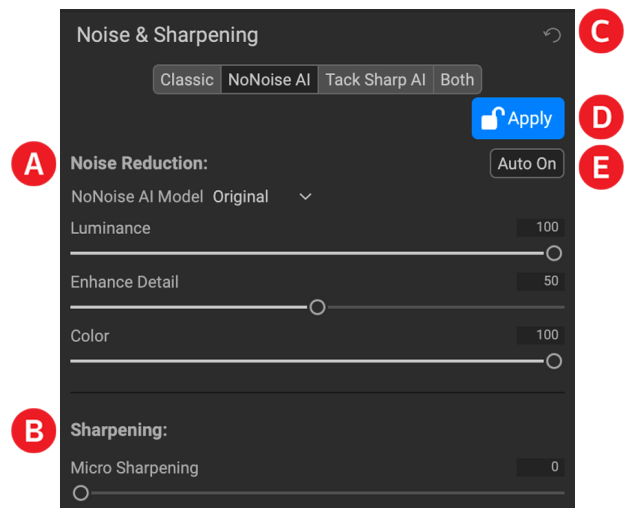 Noise & Sharpening
C
Classic NoNoise AI Tack Sharp AI Both
Apply
D
A
Noise Reduction:
Auto On
E
NoNoise AI Model Original
Luminance 100
Enhance Detail 50
Color 100
B
Sharpening:
Micro Sharpening 0